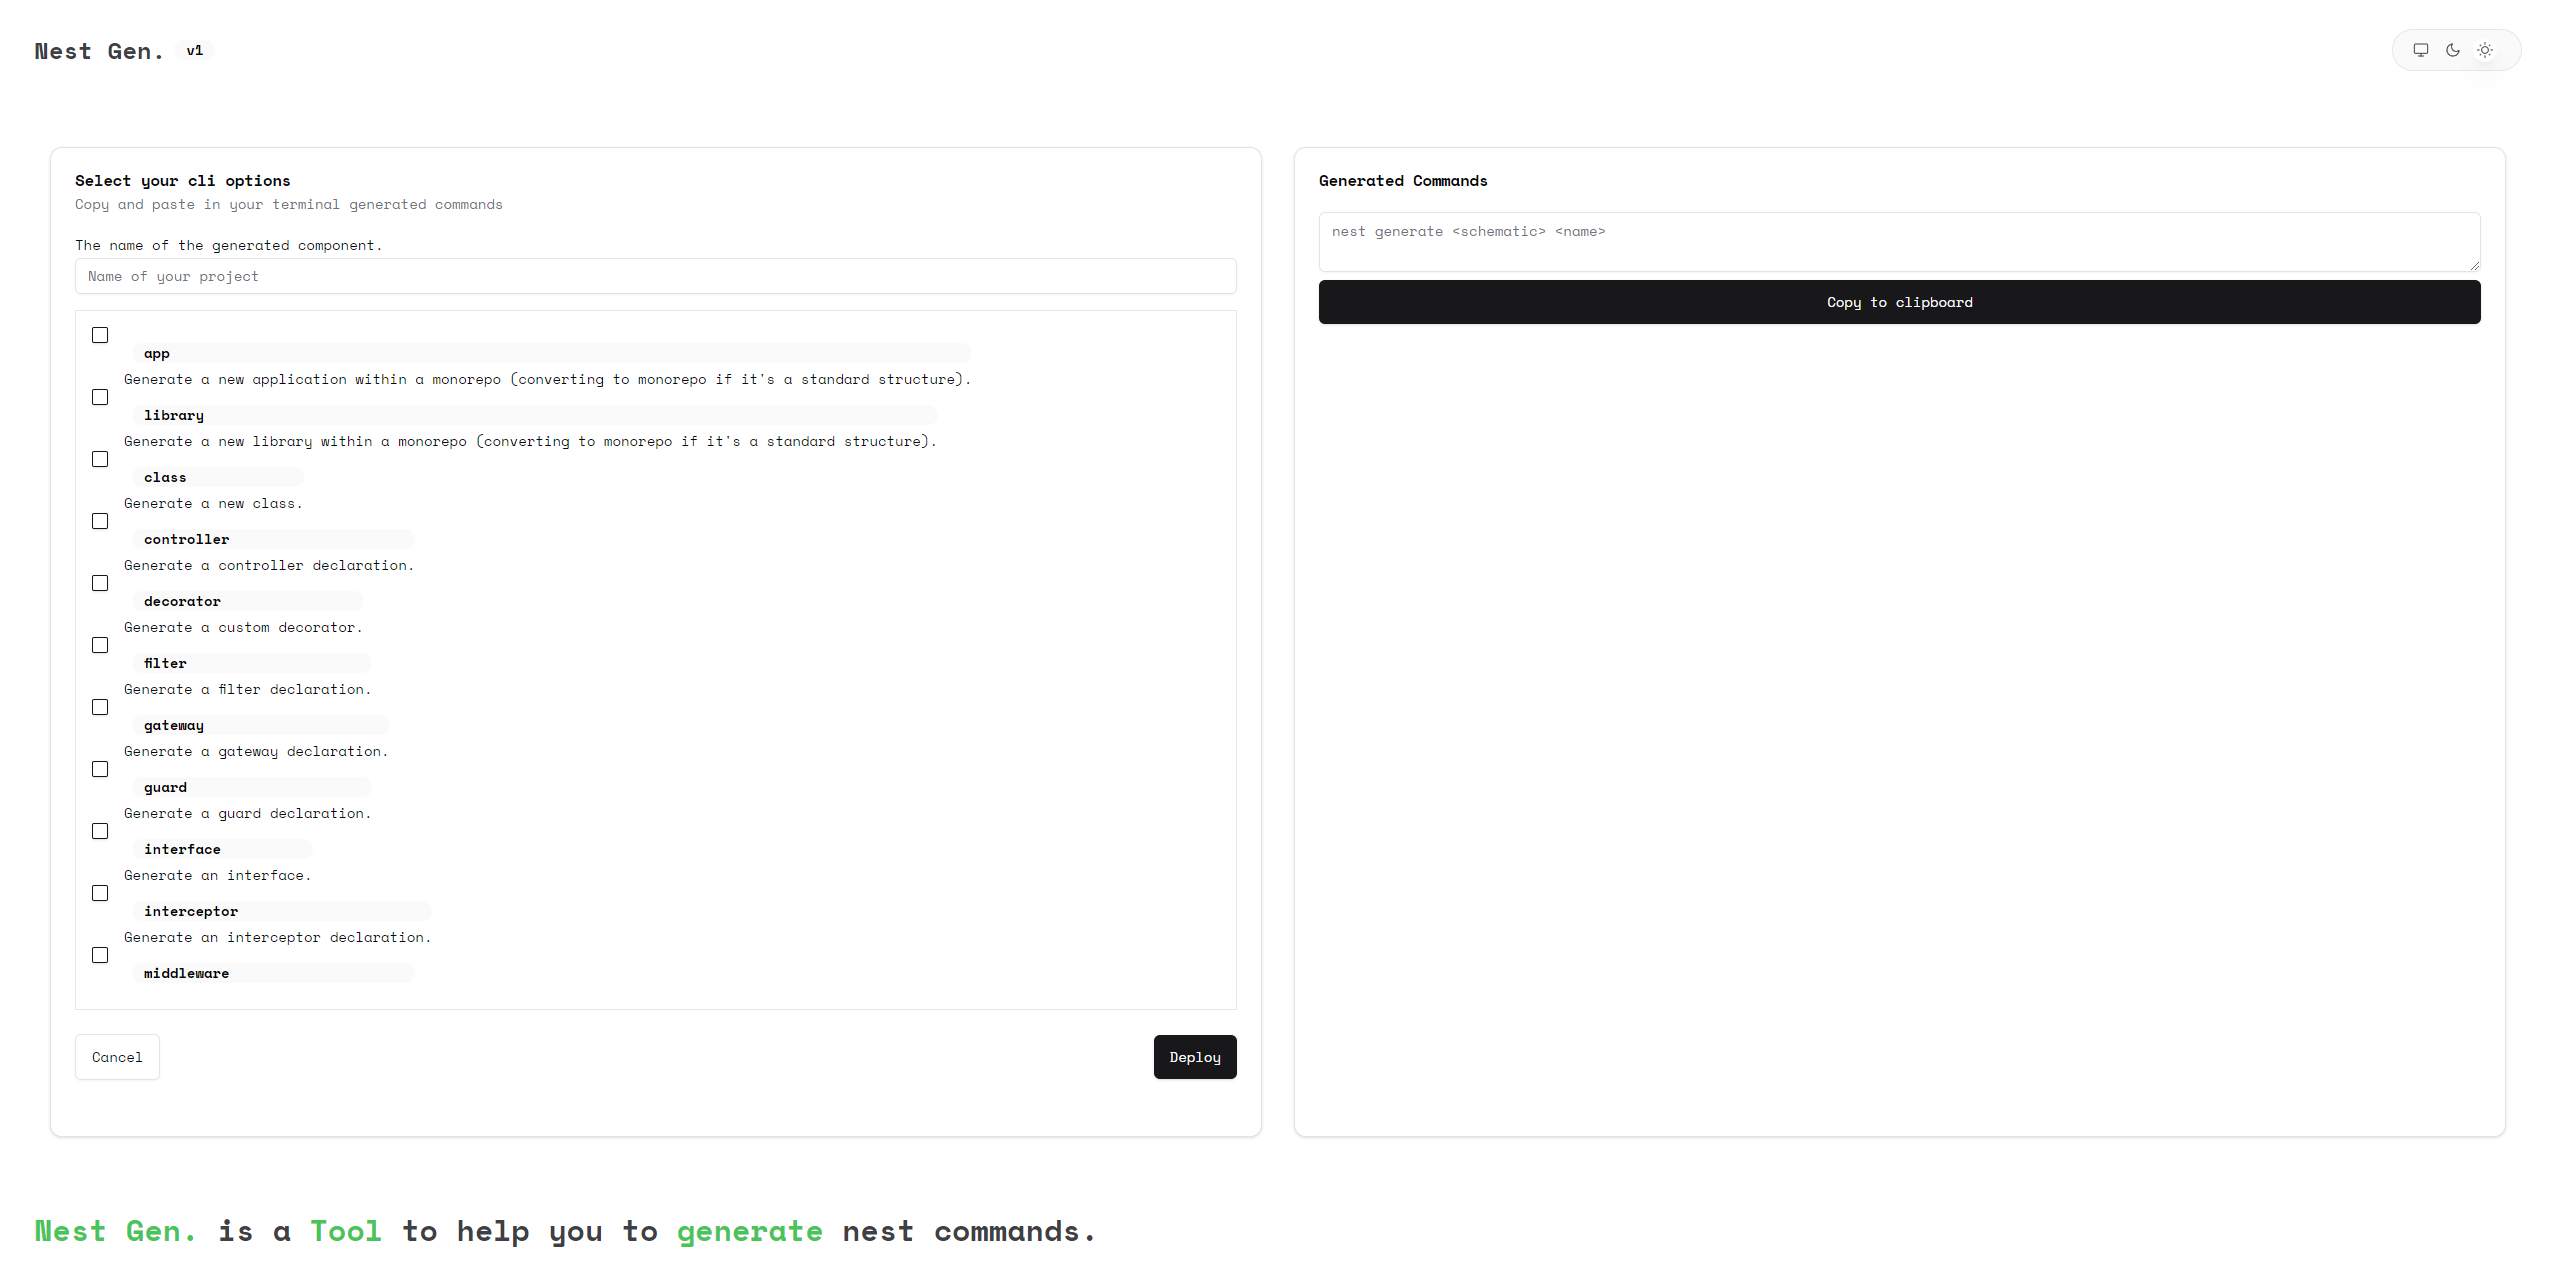 Nest Gen. v1
Select your cli options
Copy and paste in your terminal generated commands
The name of the generated component.
Name of your project
app
Generate a new application within a monorepo (converting to monorepo if it's a standard structure).
library
Generate a new library within a monorepo (converting to monorepo if it's a standard structure).
class
Generate a new class.
controller
Generate a controller declaration.
decorator
Generate a custom decorator.
filter
Generate a filter declaration.
gateway
Generate a gateway declaration.
guard
Generate a guard declaration.
interface
Generate an interface.
interceptor
Generate an interceptor declaration.
middleware
Cancel
Deploy
Generated Commands
nest generate <schematic> <name>
Copy to clipboard
Nest Gen. is a Tool to help you to generate nest commands.